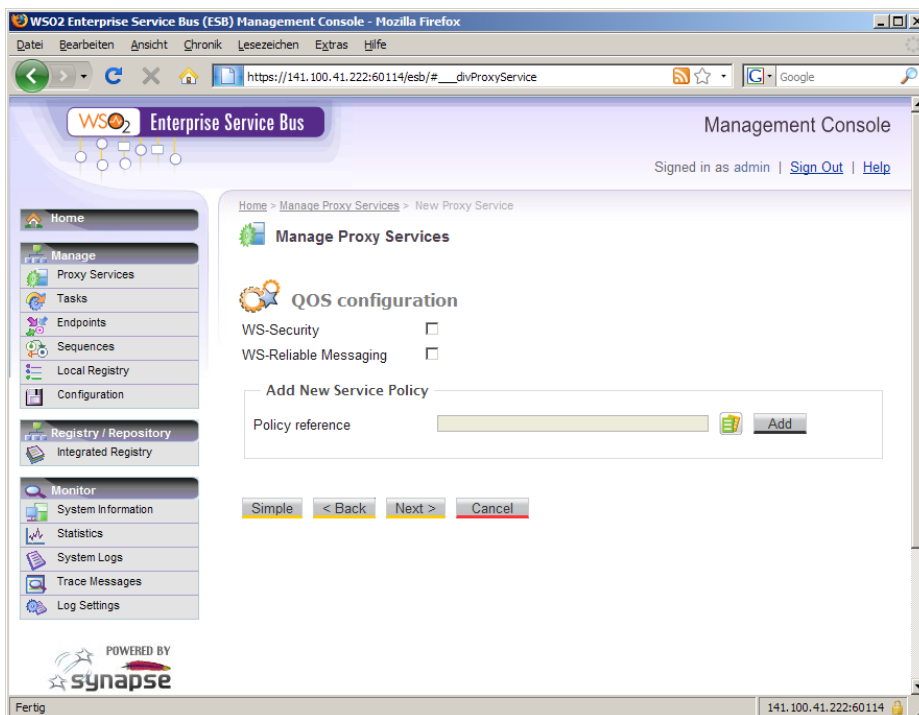 WSO2 Enterprise Service Bus (ESB) Management Console - Mozilla Firefox
Datei Bearbeiten Ansicht Chronik Lesezeichen Extras Hilfe
https://141.100.41.222:60114/esb/#___divProxyService
G Google
WSO2 Enterprise Service Bus
Management Console
Signed in as admin | Sign Out | Help
Home > Manage Proxy Services > New Proxy Service
Manage Proxy Services
Home
Manage
Proxy Services
Tasks
Endpoints
Sequences
Local Registry
Configuration
Registry / Repository
Integrated Registry
Monitor
System Information
Statistics
System Logs
Trace Messages
Log Settings
POWERED BY
synapse
QOS configuration
WS-Security
WS-Reliable Messaging
Add New Service Policy
Policy reference
Add
Simple < Back Next > Cancel
Fertig
141.100.41.222:60114